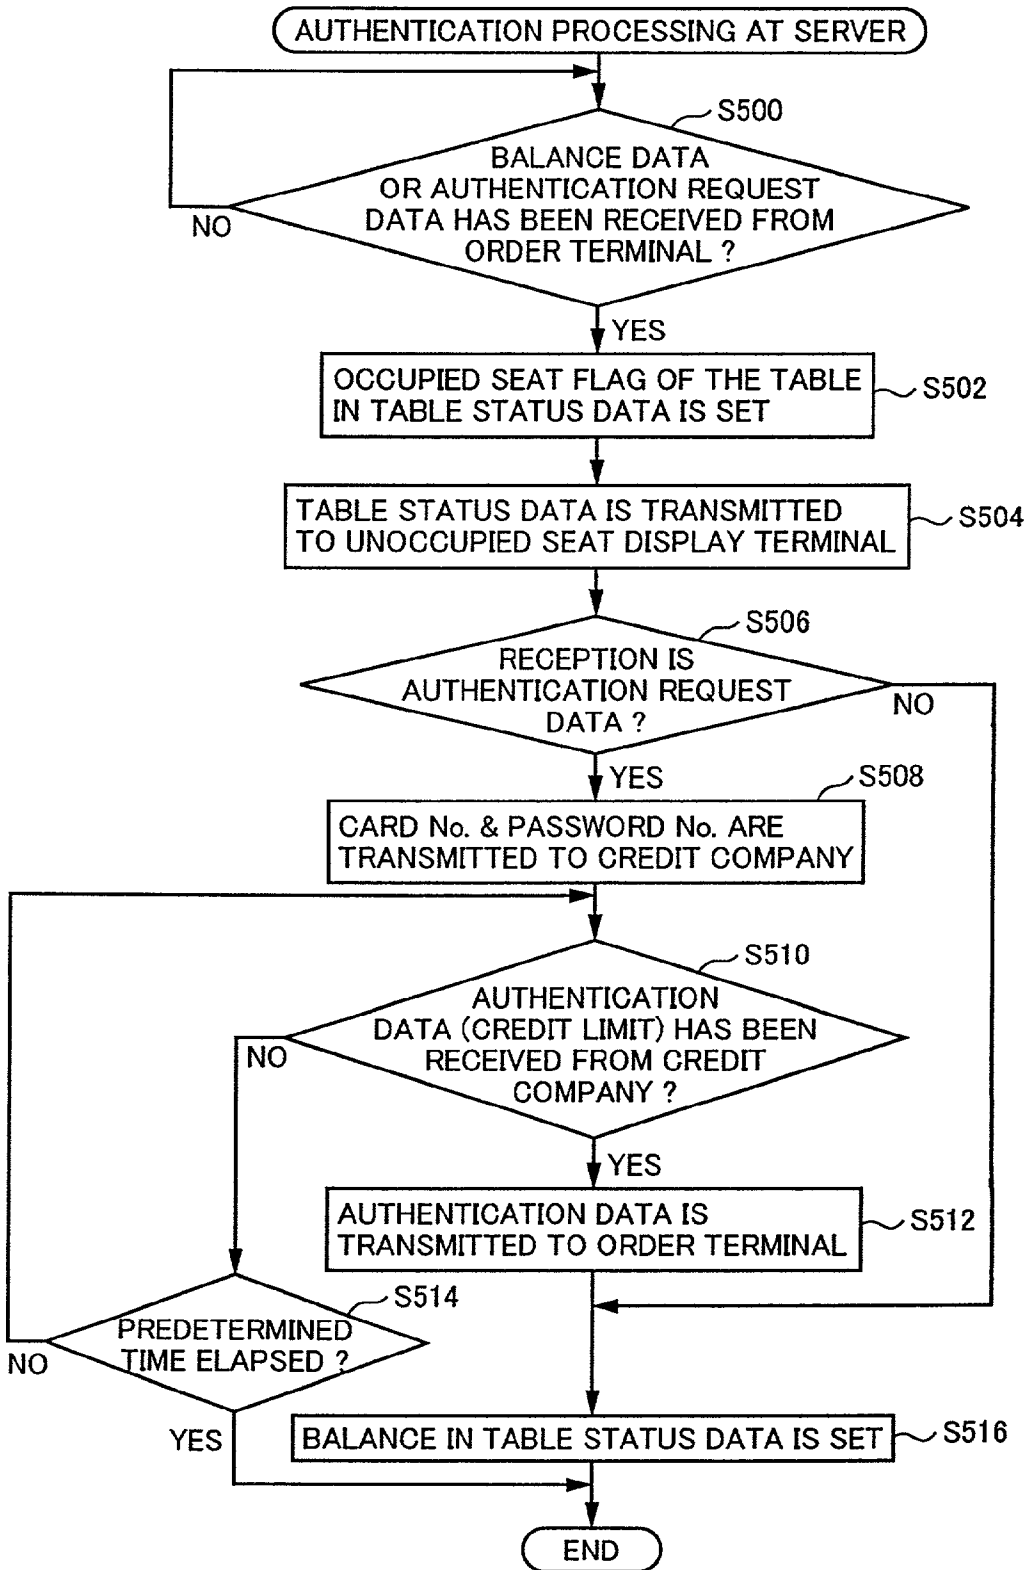 AUTHENTICATION PROCESSING AT SERVER
S500
BALANCE DATA
OR AUTHENTICATION REQUEST
DATA HAS BEEN RECEIVED FROM
ORDER TERMINAL ?
NO
YES
OCCUPIED SEAT FLAG OF THE TABLE
IN TABLE STATUS DATA IS SET
S502
TABLE STATUS DATA IS TRANSMITTED
TO UNOCCUPIED SEAT DISPLAY TERMINAL
S504
S506
RECEPTION IS
AUTHENTICATION REQUEST
DATA ?
NO
YES
S508
CARD No. & PASSWORD No. ARE
TRANSMITTED TO CREDIT COMPANY
S510
AUTHENTICATION
DATA (CREDIT LIMIT) HAS BEEN
RECEIVED FROM CREDIT
COMPANY ?
NO
YES
AUTHENTICATION DATA IS
TRANSMITTED TO ORDER TERMINAL
S512
S514
PREDETERMINED
TIME ELAPSED ?
NO
YES
BALANCE IN TABLE STATUS DATA IS SET
S516
END